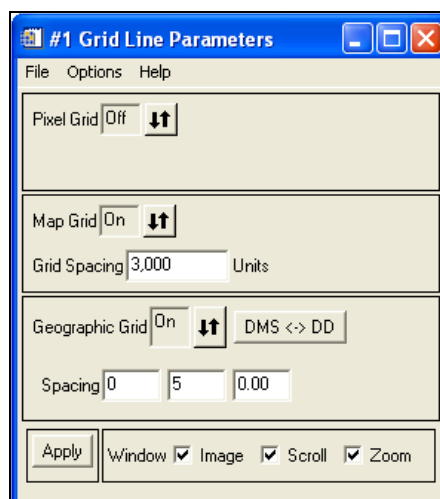 #1 Grid Line Parameters
File Options Help
Pixel Grid Off
Map Grid On
Grid Spacing 3,000 Units
Geographic Grid On DMS <-> DD
Spacing 0 5 0.00
Apply Window Image Scroll Zoom